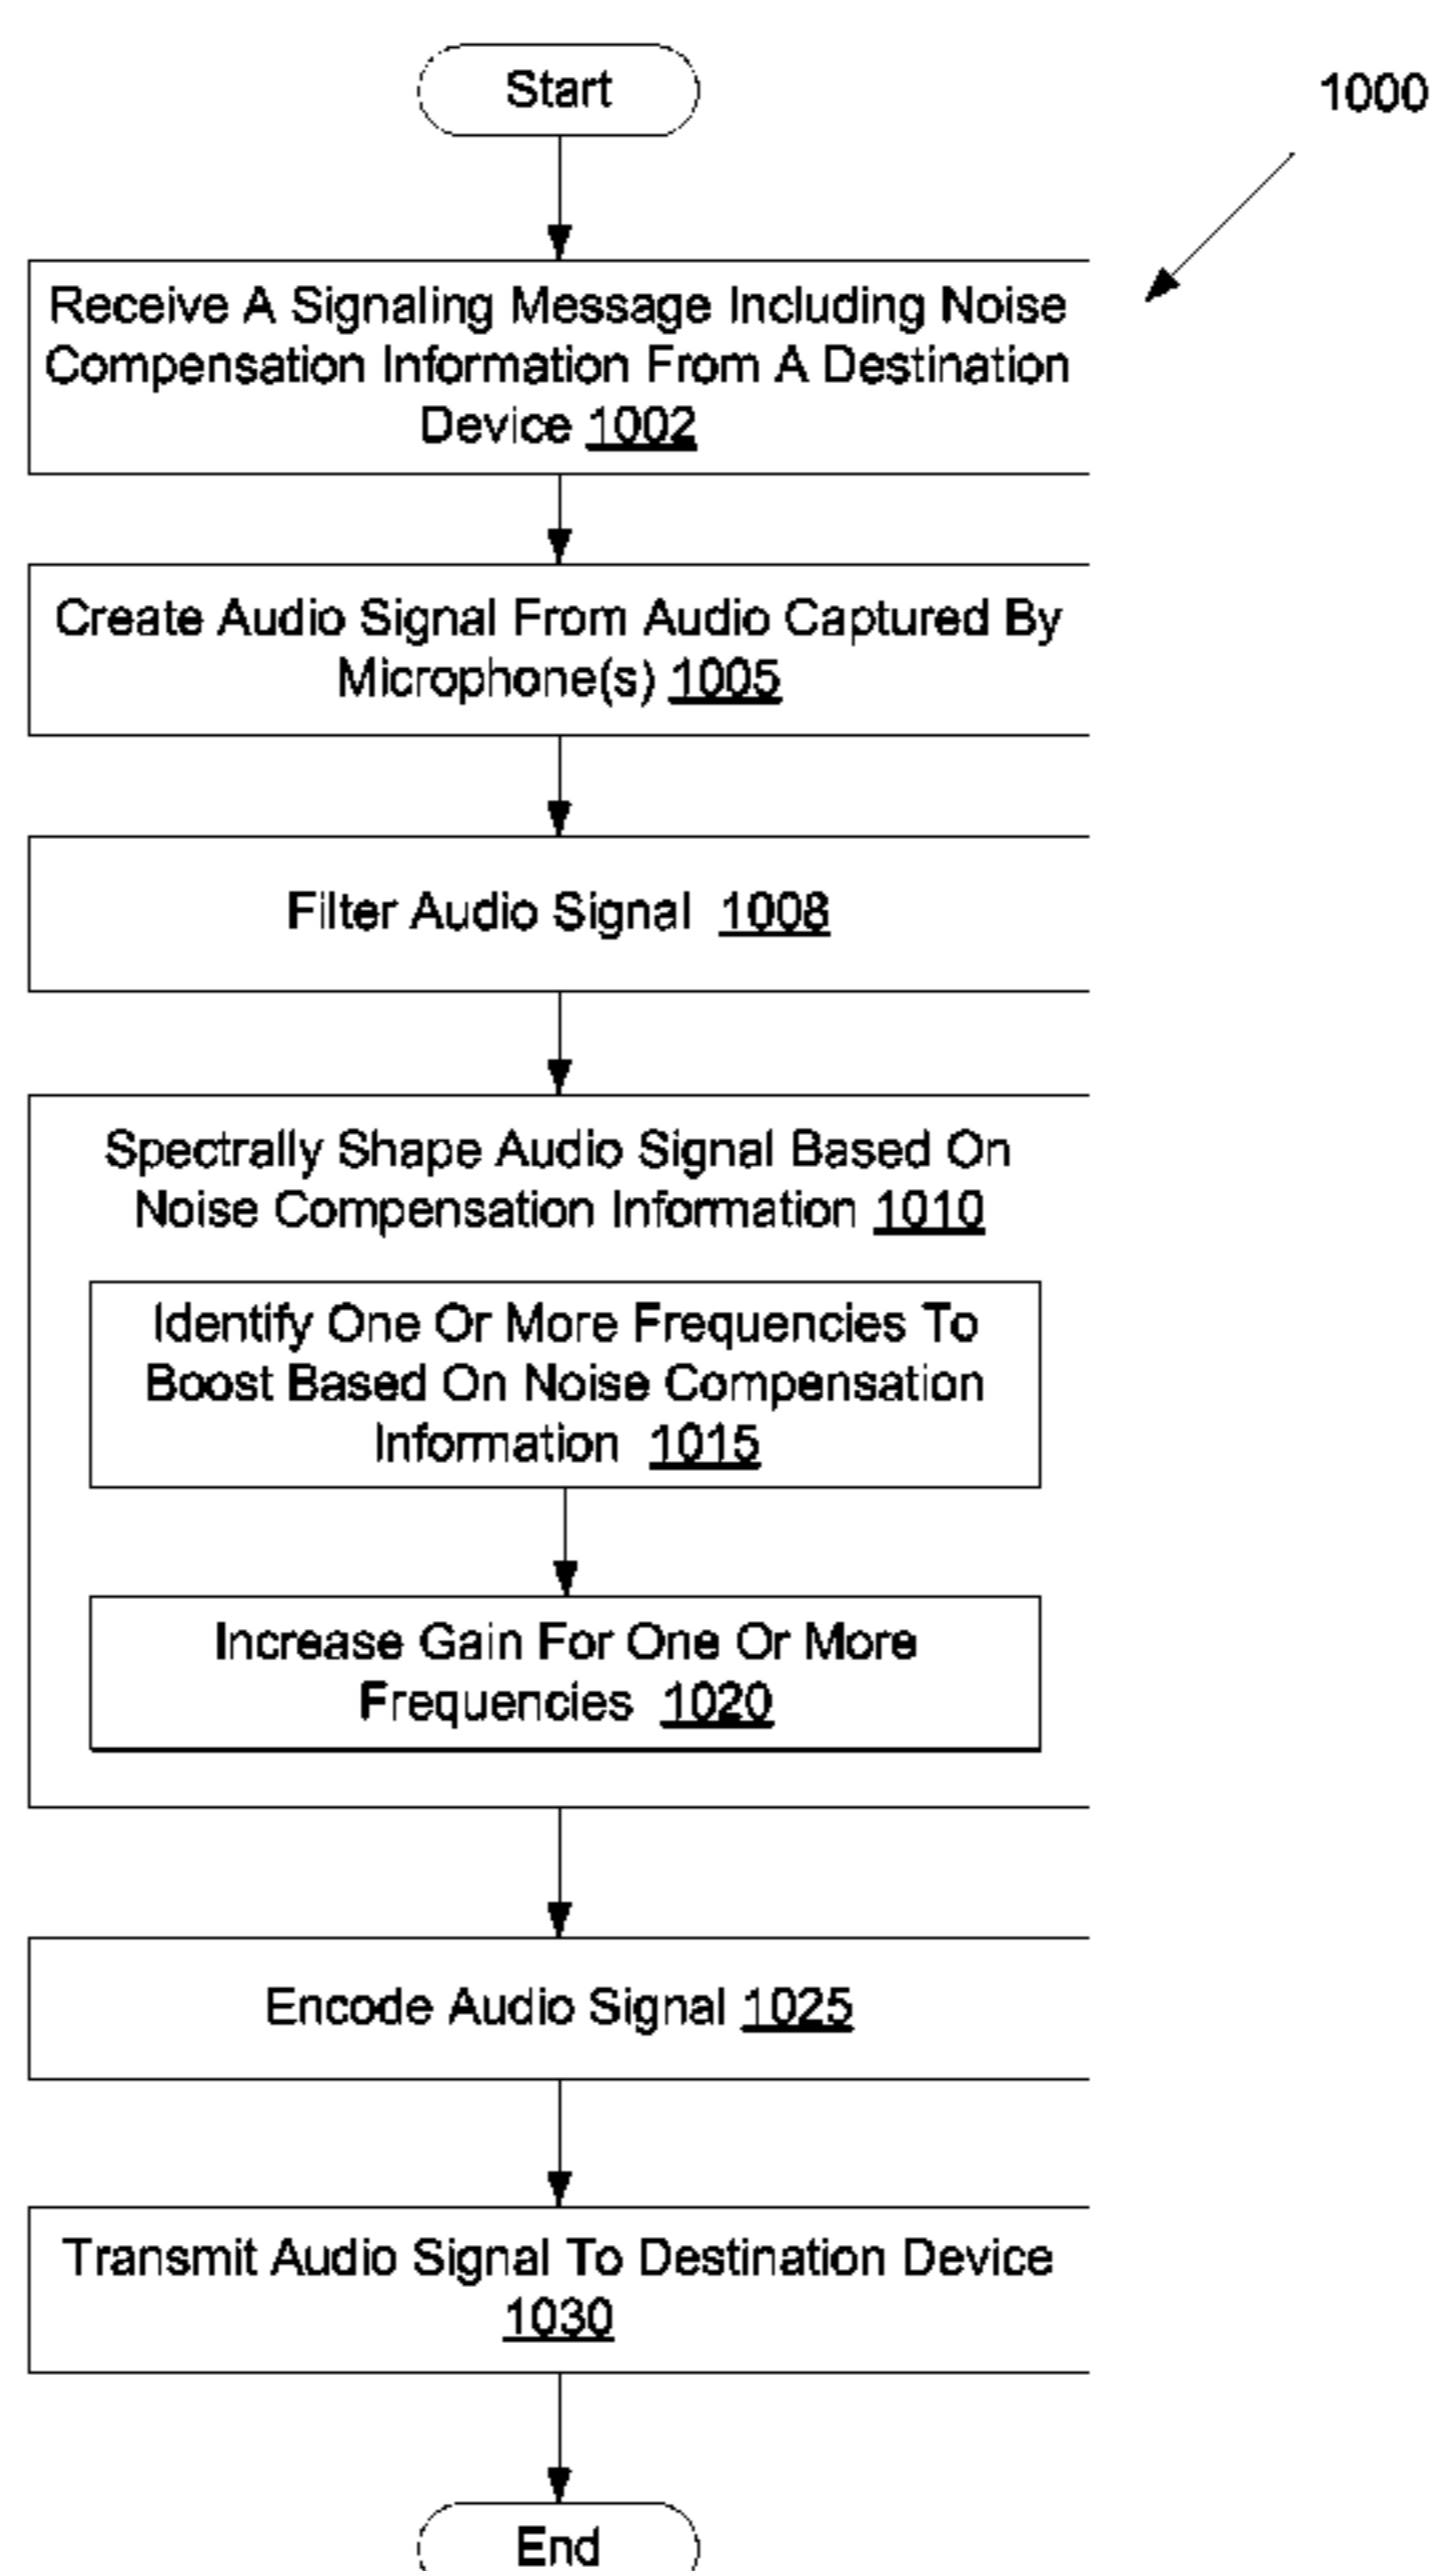 Start
1000
Receive A Signaling Message Including Noise
Compensation Information From A Destination
Device 1002
Create Audio Signal From Audio Captured By
Microphone(s) 1005
Filter Audio Signal 1008
Spectrally Shape Audio Signal Based On
Noise Compensation Information 1010
Identify One Or More Frequencies To
Boost Based On Noise Compensation
Information 1015
Increase Gain For One Or More
Frequencies 1020
Encode Audio Signal 1025
Transmit Audio Signal To Destination Device
1030
End